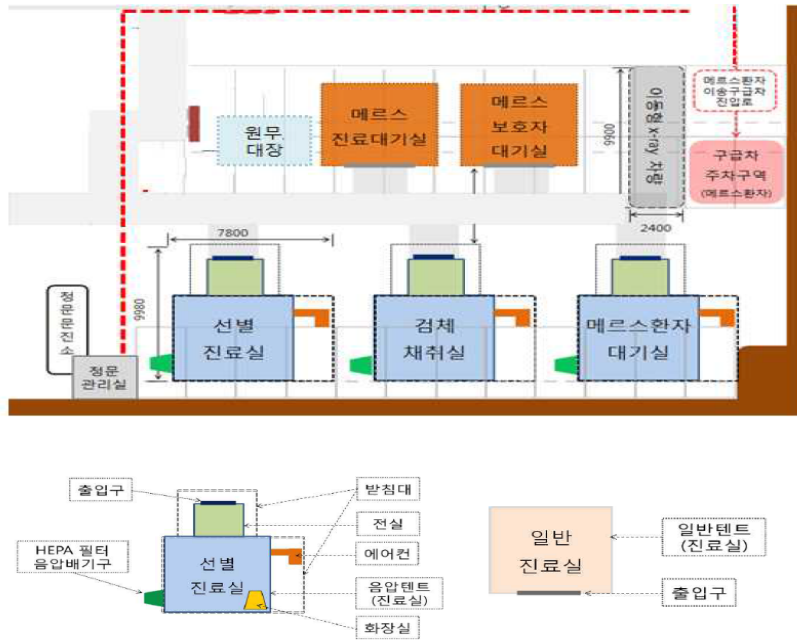 메르스환자
이송구급차
진입로
메르스
진료대기실
메르스
보호자
대기실
원무
대장
9900
이동형 x-ray 차량
구급차
주차구역
(메르스환자)
7800
2400
9980
정문문진소
선별
진료실
검체
채취실
메르스환자
대기실
정문
관리실
출입구
받침대
전실
HEPA 필터
음압배기구
선별
진료실
에어컨
음압텐트
(진료실)
화장실
일반
진료실
일반텐트
(진료실)
출입구